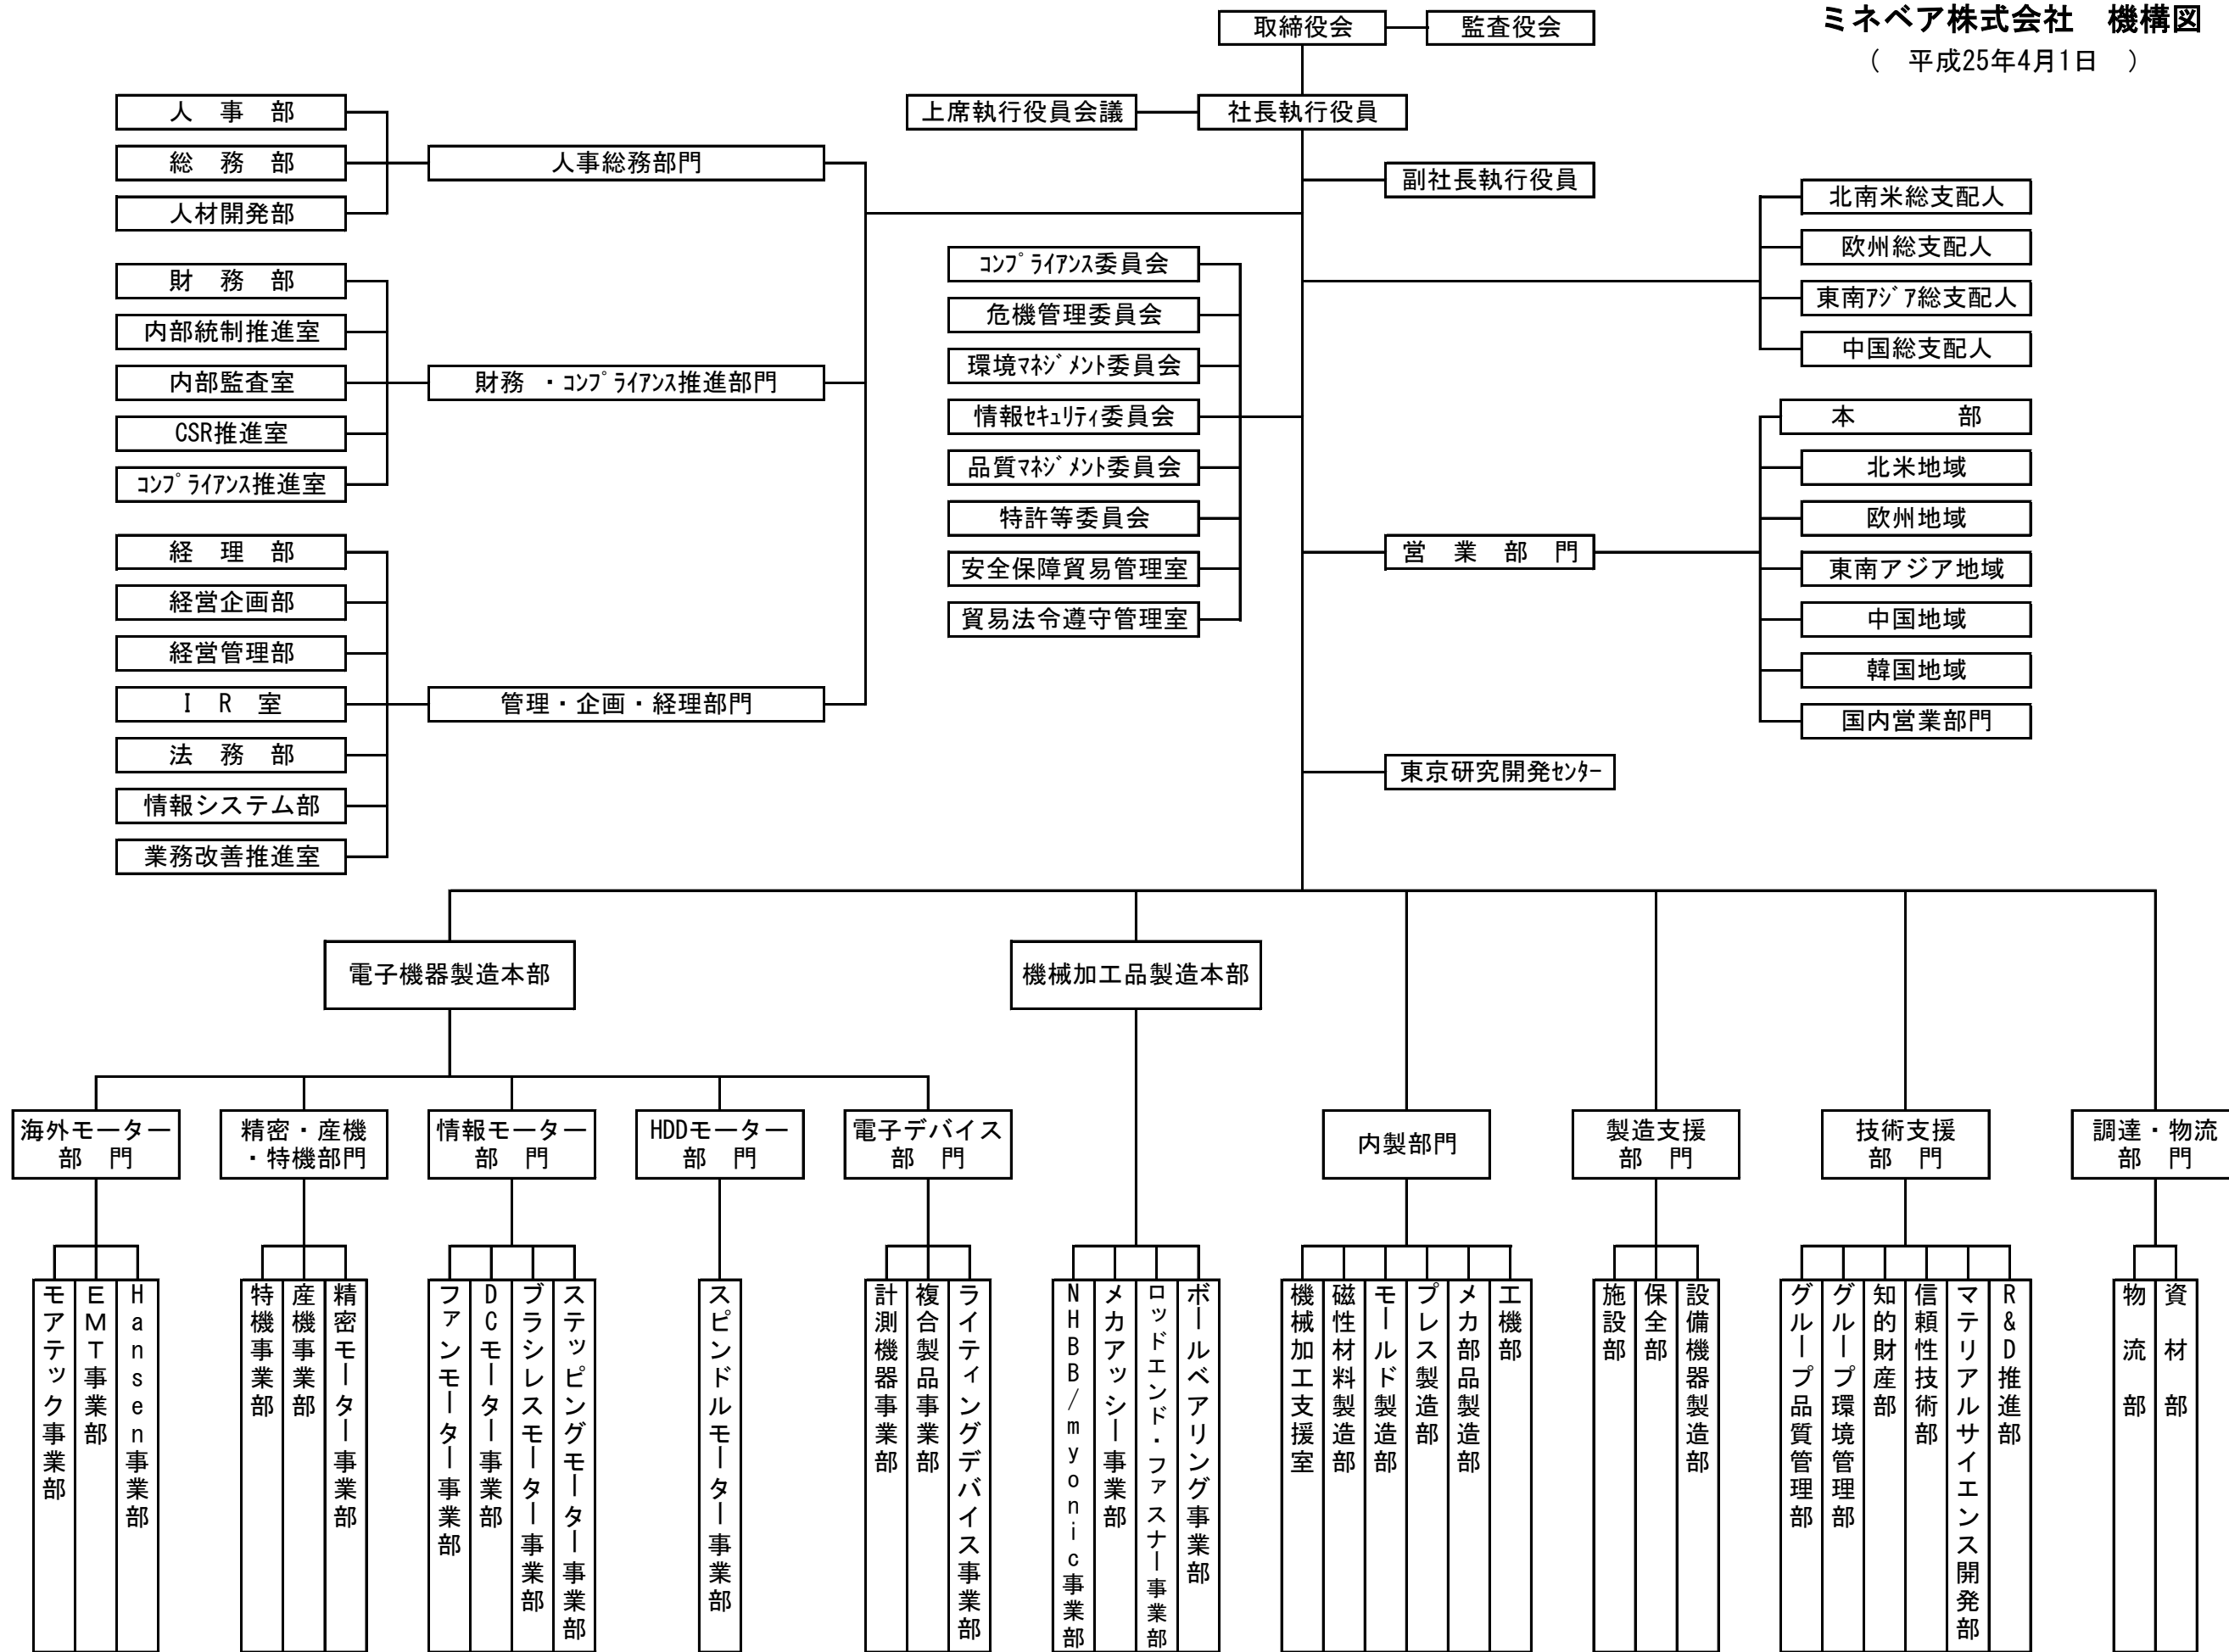 ミネベア株式会社　機構図
（　平成25年4月1日　）
取締役会
監査役会
上席執行役員会議
社長執行役員
副社長執行役員
人　事　部
総　務　部
人材開発部
人事総務部門
財　務　部
内部統制推進室
内部監査室
CSR推進室
ｺﾝﾌﾟﾗｲｱﾝｽ推進室
財務 ・ｺﾝﾌﾟﾗｲｱﾝｽ推進部門
経　理　部
経営企画部
経営管理部
Ｉ　Ｒ　室
法　務　部
情報システム部
業務改善推進室
管理・企画・経理部門
ｺﾝﾌﾟﾗｲｱﾝｽ委員会
危機管理委員会
環境ﾏﾈｼﾞﾒﾝﾄ委員会
情報ｾｷｭﾘﾃｨ委員会
品質ﾏﾈｼﾞﾒﾝﾄ委員会
特許等委員会
安全保障貿易管理室
貿易法令遵守管理室
北南米総支配人
欧州総支配人
東南ｱｼﾞｱ総支配人
中国総支配人
営　業　部　門
本　　　　部
北米地域
欧州地域
東南アジア地域
中国地域
韓国地域
国内営業部門
東京研究開発ｾﾝﾀｰ
電子機器製造本部
機械加工品製造本部
海外モーター
部　門
精密・産機
・特機部門
情報モーター
部　門
HDDモーター
部　門
電子デバイス
部　門
内製部門
製造支援
部　門
技術支援
部　門
調達・物流
部　門
モアテック事業部
ＥＭＴ事業部
Hansen事業部
特機事業部
産機事業部
精密モーター事業部
ファンモーター事業部
DCモーター事業部
ブラシレスモーター事業部
ステッピングモーター事業部
スピンドルモーター事業部
計測機器事業部
複合製品事業部
ライティングデバイス事業部
NHBB/myonic事業部
メカアッシー事業部
ロッドエンド・ファスナー事業部
ボールベアリング事業部
機械加工支援室
磁性材料製造部
モールド製造部
プレス製造部
メカ部品製造部
工機部
施設部
保全部
設備機器製造部
グループ品質管理部
グループ環境管理部
知的財産部
信頼性技術部
マテリアルサイエンス開発部
R&D推進部
物　流　部
資　材　部